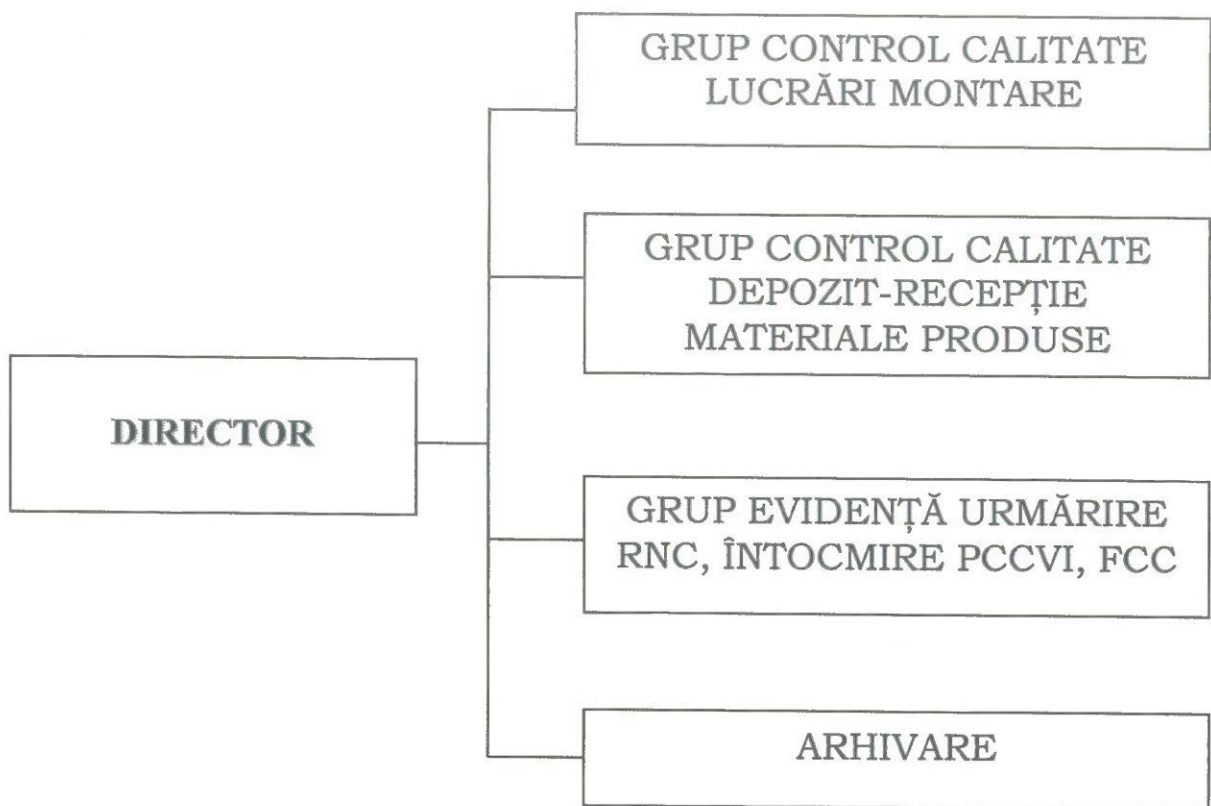 GRUP CONTROL CALITATE
LUCRĂRI MONTARE
GRUP CONTROL CALITATE
DEPOZIT-RECEPȚIE
MATERIALE PRODUSE
DIRECTOR
GRUP EVIDENȚĂ URMĂRIRE
RNC, ÎNTOCMIRE PCCVI, FCC
ARHIVARE